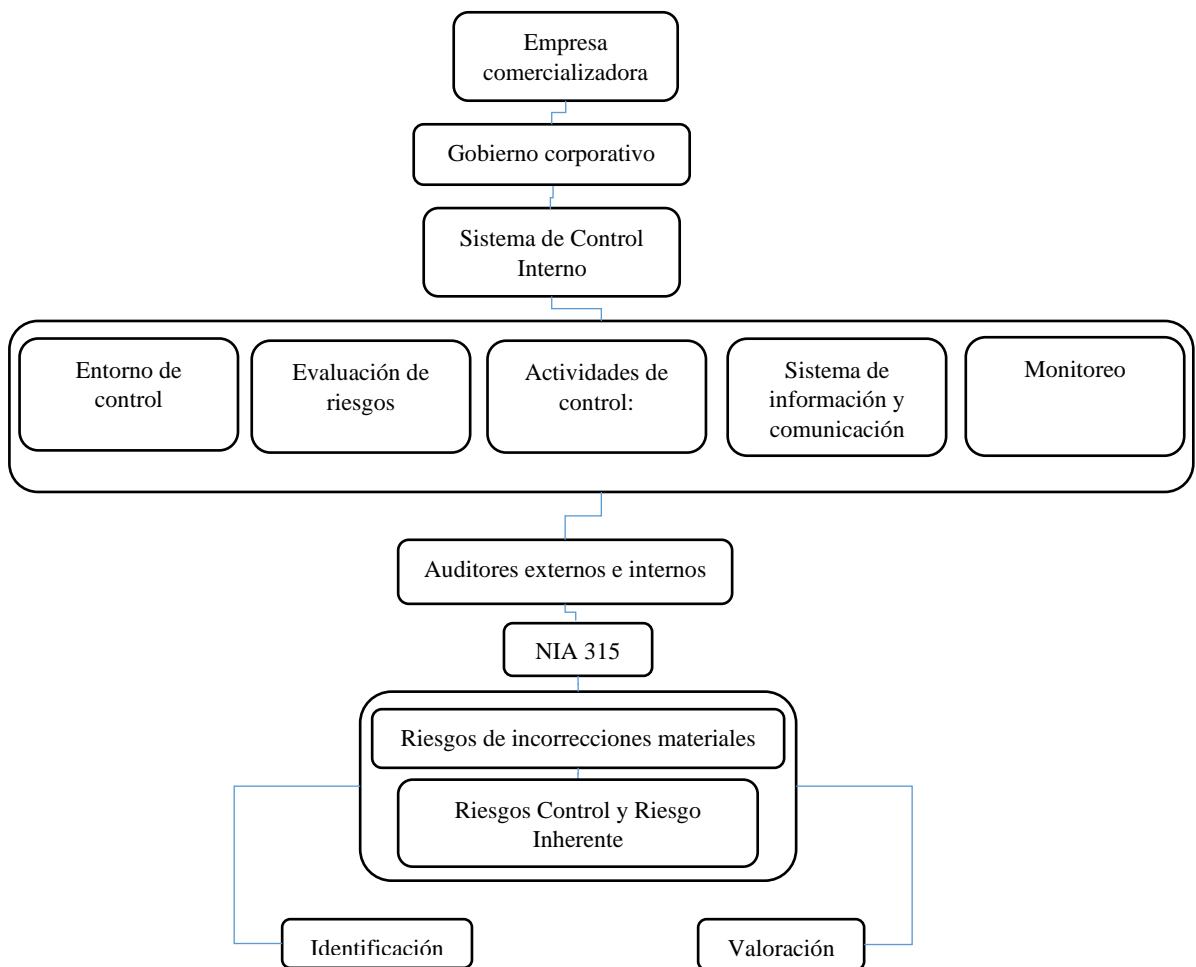 Empresa
comercializadora
Gobierno corporativo
Sistema de Control
Interno
Entorno de
control
Evaluación de
riesgos
Actividades de
control:
Sistema de
información y
comunicación
Monitoreo
Auditores externos e internos
NIA 315
Riesgos de incorrecciones materiales
Riesgos Control y Riesgo
Inherente
Identificación
Valoración